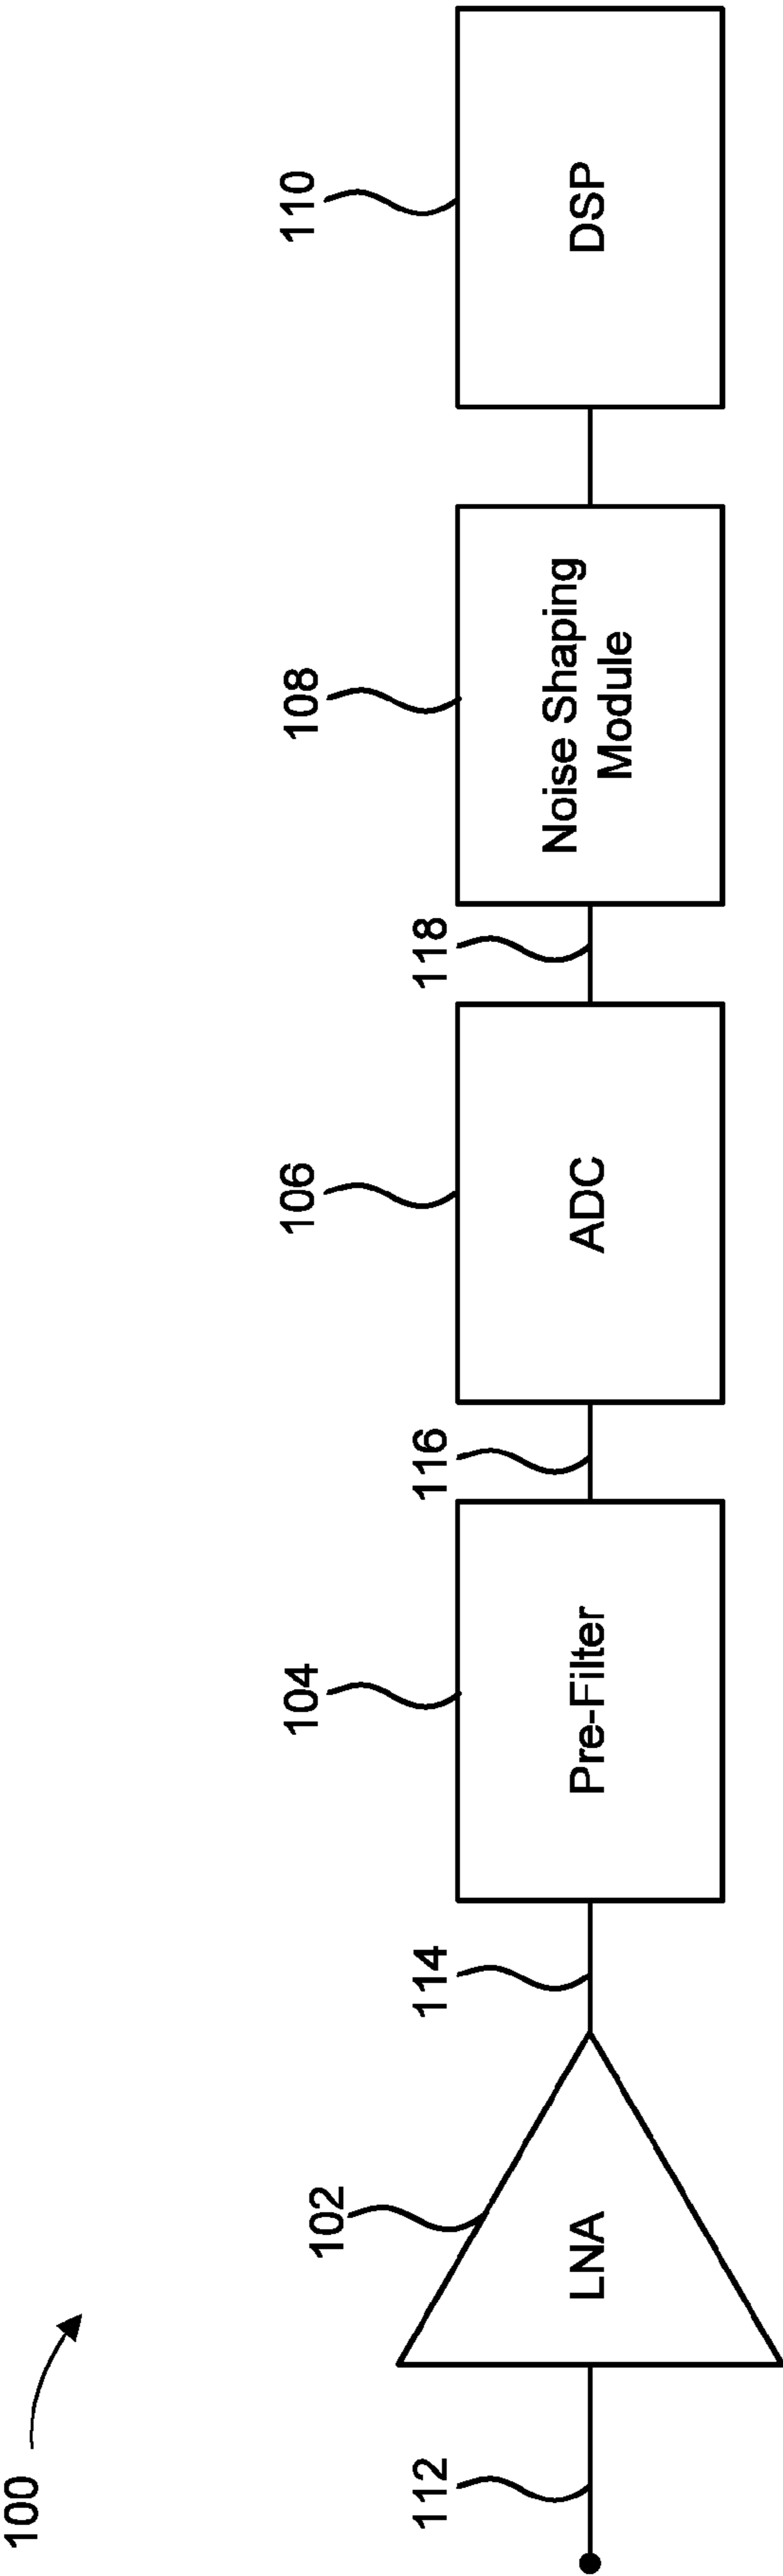 100
112
102
LNA
114
104
Pre-Filter
116
106
ADC
118
108
Noise Shaping
Module
110
DSP